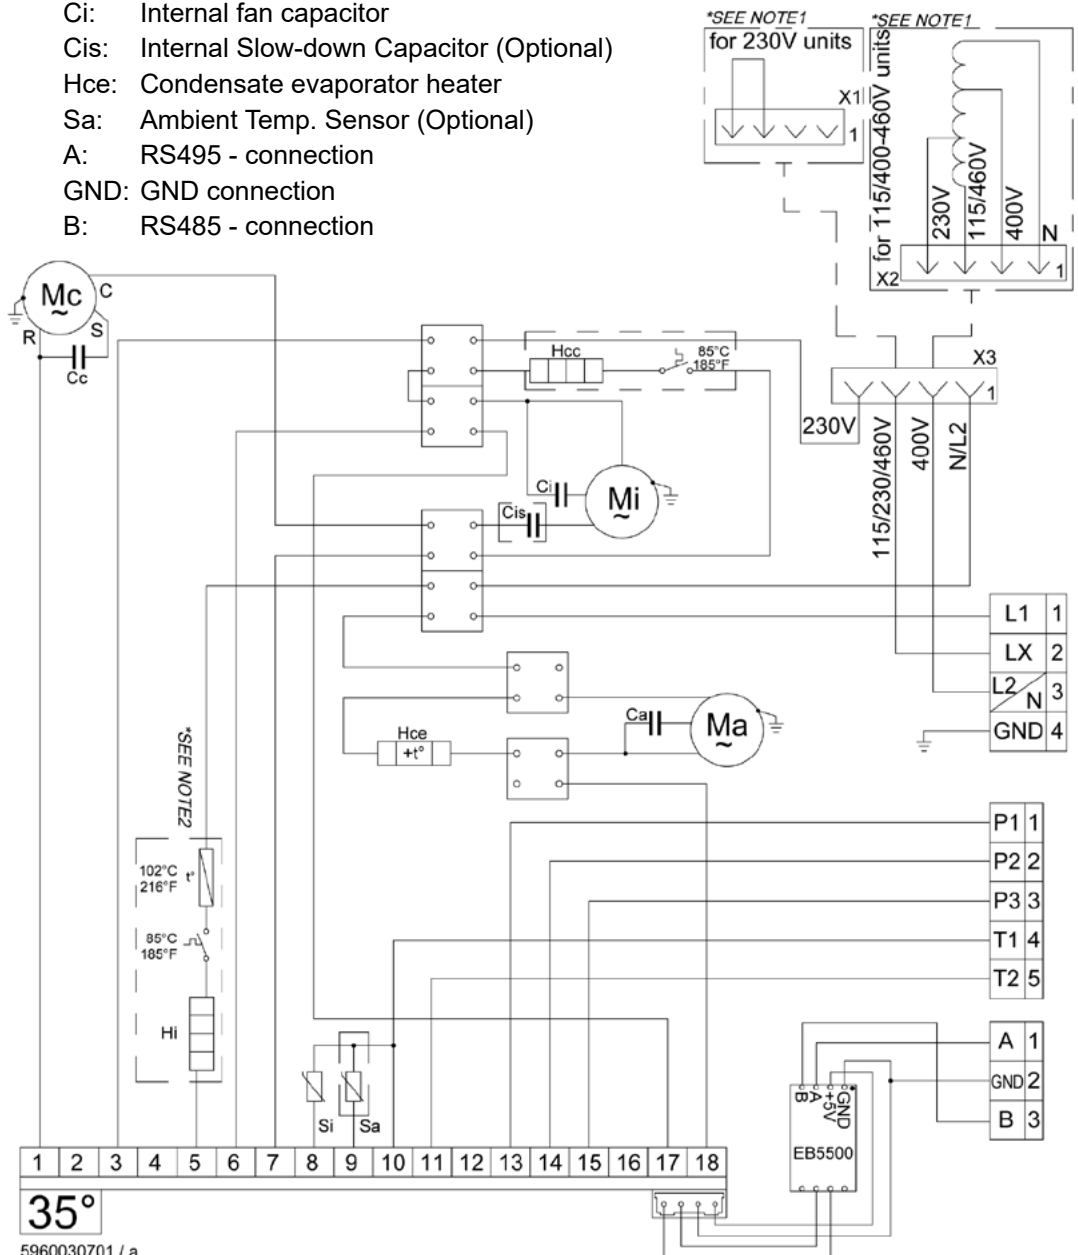 Ci: Internal fan capacitor
Cis: Internal Slow-down Capacitor (Optional)
Hce: Condensate evaporator heater
Sa: Ambient Temp. Sensor (Optional)
A: RS495 - connection
GND: GND connection
B: RS485 - connection
*SEE NOTE1
for 230V units
X1
1
*SEE NOTE1
for 115/400-460V units
230V
115/460V
400V
N
X2
1
Mc
~
C
R
S
Cc
Hcc
85°C
185°F
X3
1
230V
115/230/460V
400V
N/L2
Ci
Mi
~
Cis
L1 1
LX 2
L2/N 3
GND 4
Ca
Ma
~
Hce
+t°
*SEE NOTE2
102°C
216°F
t°
85°C
185°F
Hi
P1 1
P2 2
P3 3
T1 4
T2 5
Si
Sa
A 1
GND 2
B 3
B
A
+5V
GND
EB5500
1 2 3 4 5 6 7 8 9 10 11 12 13 14 15 16 17 18
35°
5960030701 / a